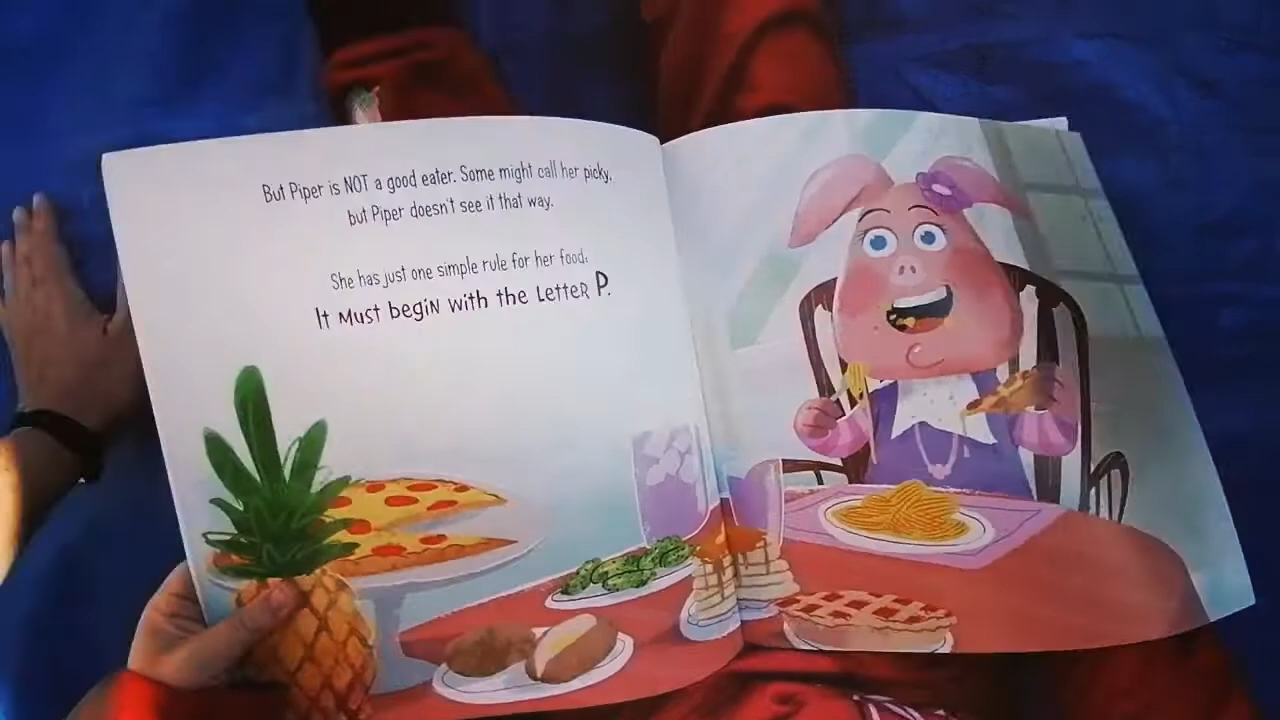 But Piper is NOT a good eater. Some might call her picky,
but Piper doesn't see it that way.
She has just one simple rule for her food:
It must begin with the letter P.